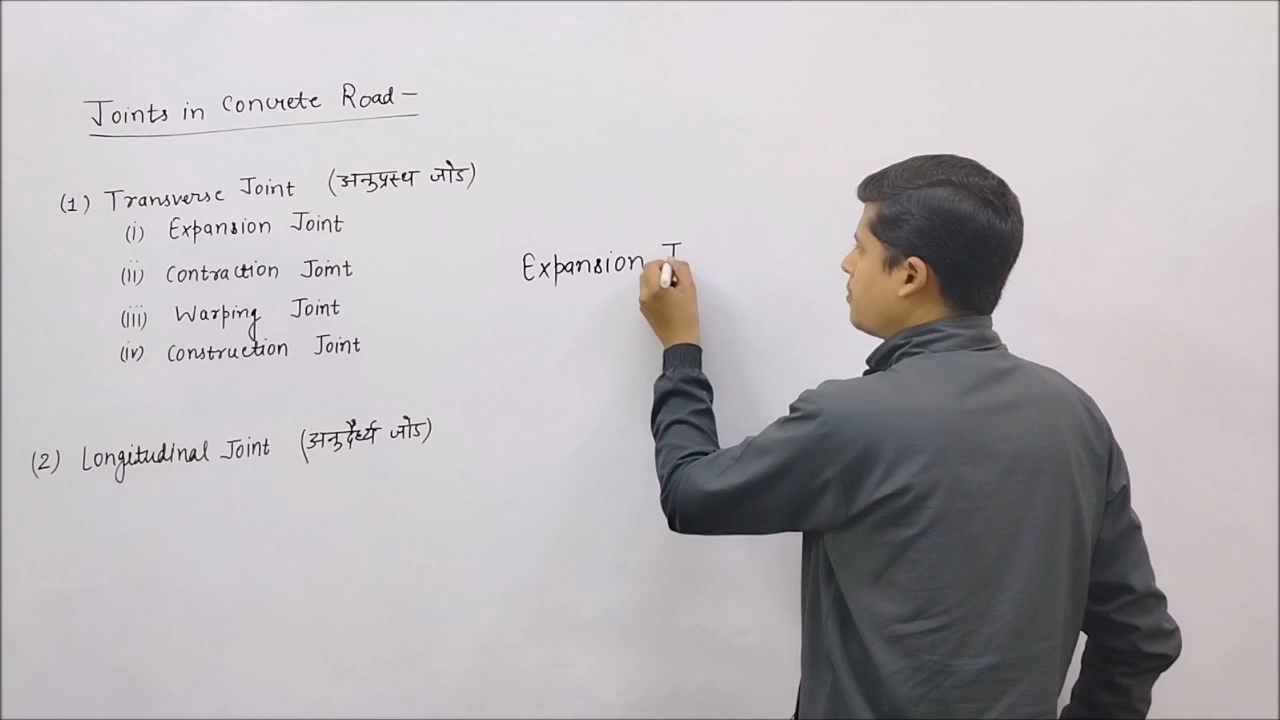 Joints in Concrete Road -
(1) Transverse Joint (अनुप्रस्थ जोड)
(i) Expansion Joint
(ii) Contraction Joint
(iii) Warping Joint
(iv) Construction Joint
(2) Longitudinal Joint (अनुदैर्ध्य जोड)
Expansion J